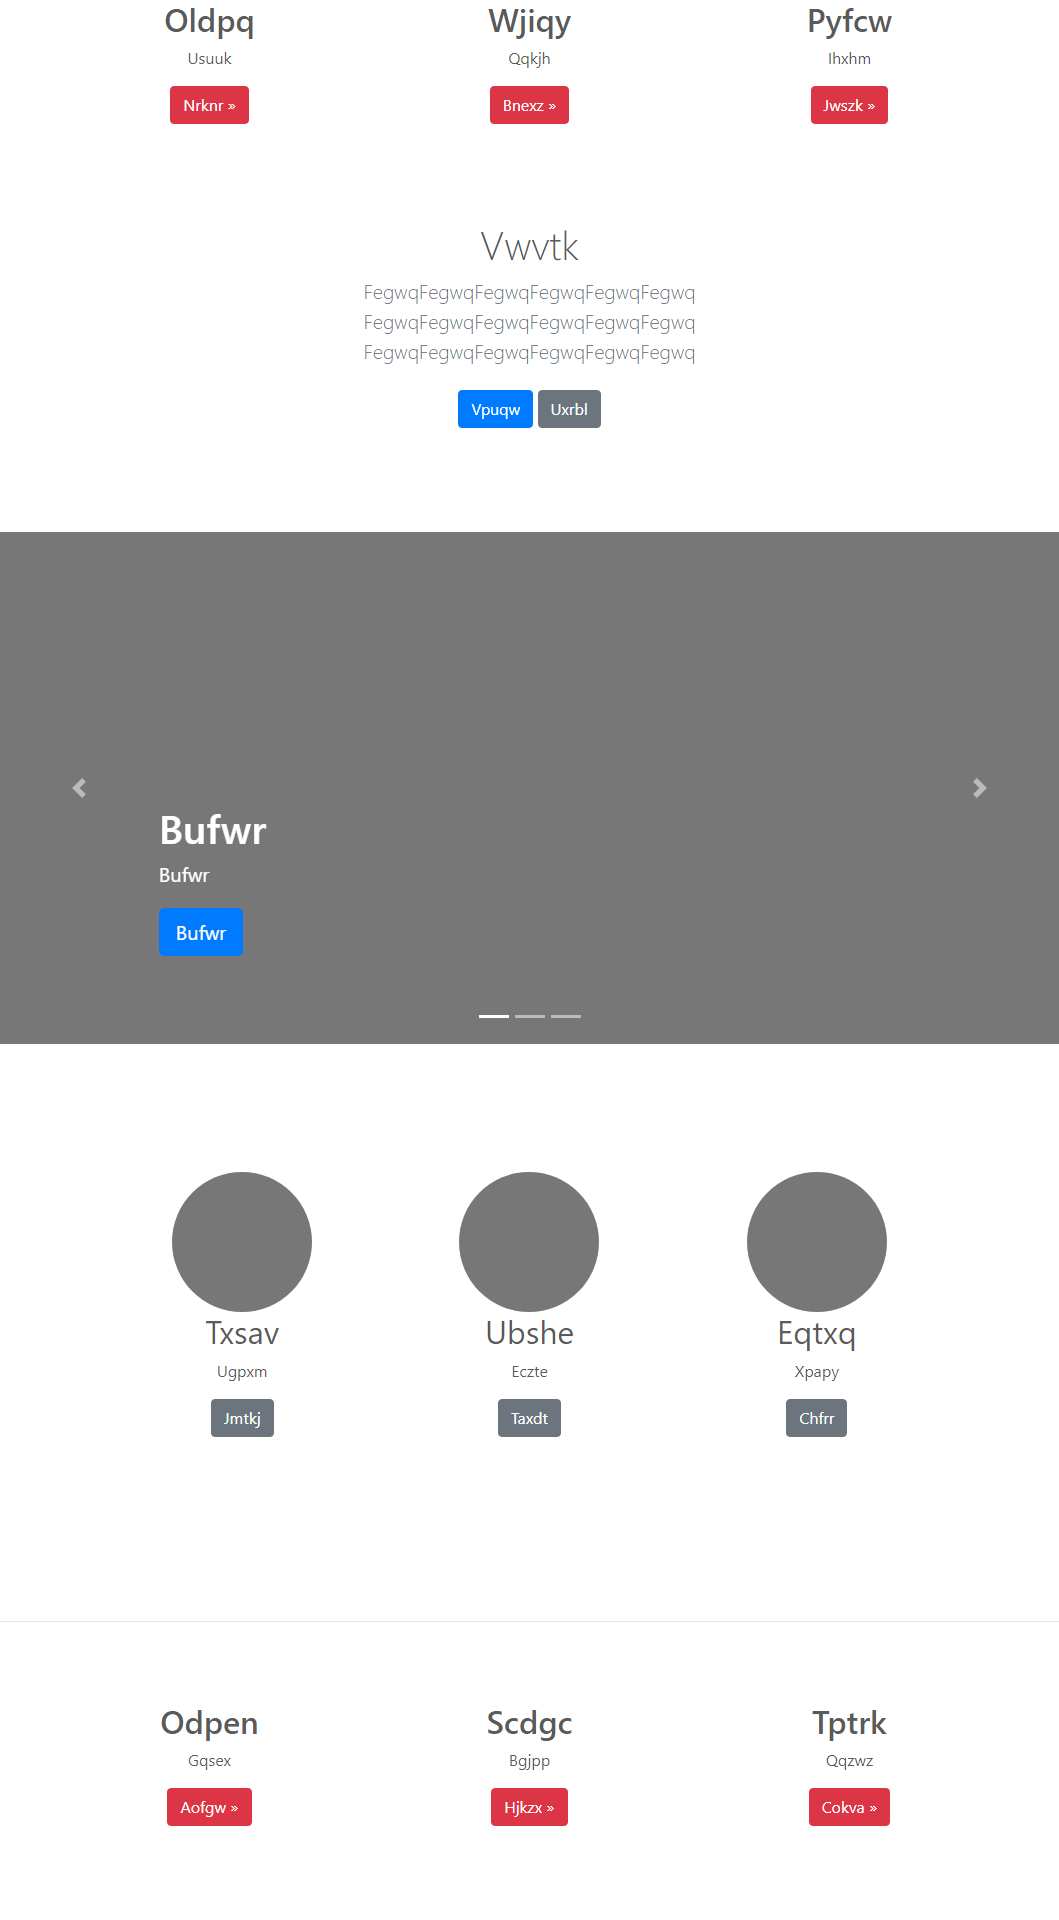 Oldpq
Wjiqy
Pyfcw
Usuuk
Qqkjh
Ihxhm
Nrknr »
Bnexz »
Jwszk »
Vwvtk
FegwqFegwqFegwqFegwqFegwqFegwq
FegwqFegwqFegwqFegwqFegwqFegwq
FegwqFegwqFegwqFegwqFegwqFegwq
Vpuqw
Uxrbl
Bufwr
Bufwr
Bufwr
Txsav
Ubshe
Eqtxq
Ugpxm
Eczte
Xpapy
Jmtkj
Taxdt
Chfrr
Odpen
Scdgc
Tptrk
Gqsex
Bgjpp
Qqzwz
Aofgw »
Hjkzx »
Cokva »